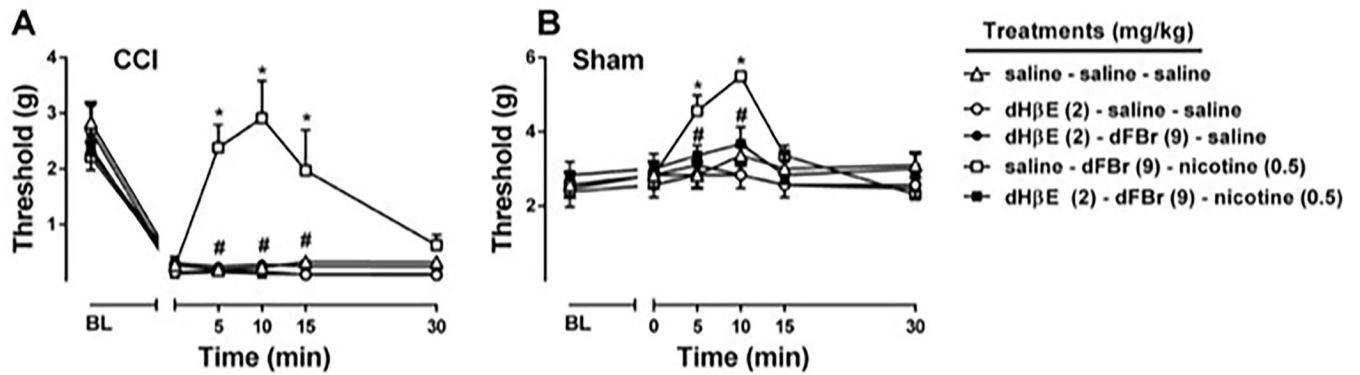 A
CCI
Threshold (g)
4
3
2
1
*
*
*
#
#
#
BL
5
10
15
30
Time (min)
B
Sham
Threshold (g)
6
4
2
*
*
#
#
BL
0
5
10
15
30
Time (min)
Treatments (mg/kg)
saline - saline - saline
dHβE (2) - saline - saline
dHβE (2) - dFBr (9) - saline
saline - dFBr (9) - nicotine (0.5)
dHβE (2) - dFBr (9) - nicotine (0.5)